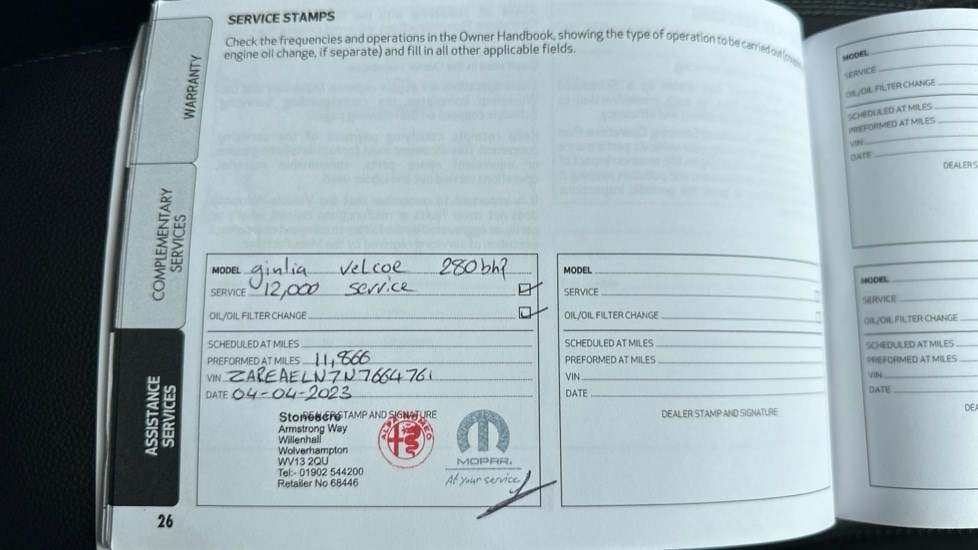 SERVICE STAMPS
Check the frequencies and operations in the Owner Handbook, showing the type of operation to be carried out
engine oil change, if separate) and fill in all other applicable fields.
WARRANTY
COMPLEMENTARY
SERVICES
ASSISTANCE
SERVICES
MODEL giulia Velcoe 280bhp
SERVICE 12,000 service
OIL/OIL FILTER CHANGE
SCHEDULED AT MILES
PREFORMED AT MILES 11,866
VIN ZAREAELN7N7664761
DATE 04-04-2023
DEALER STAMP AND SIGNATURE
Stoneacre
Armstrong Way
Willenhall
Wolverhampton
WV13 2QU
Tel:- 01902 544200
Retailer No 68446
ALFA ROMEO
MOPAR.
At your service
26
MODEL
SERVICE
OIL/OIL FILTER CHANGE
SCHEDULED AT MILES
PREFORMED AT MILES
VIN
DATE
DEALER STAMP AND SIGNATURE
MODEL
SERVICE
OIL/OIL FILTER CHANGE
SCHEDULED AT MILES
PREFORMED AT MILES
VIN
DATE
DEALER S
MODEL
SERVICE
OIL/OIL FILTER CHANGE
SCHEDULED AT MILES
PREFORMED AT MILES
VIN
DATE
DEA